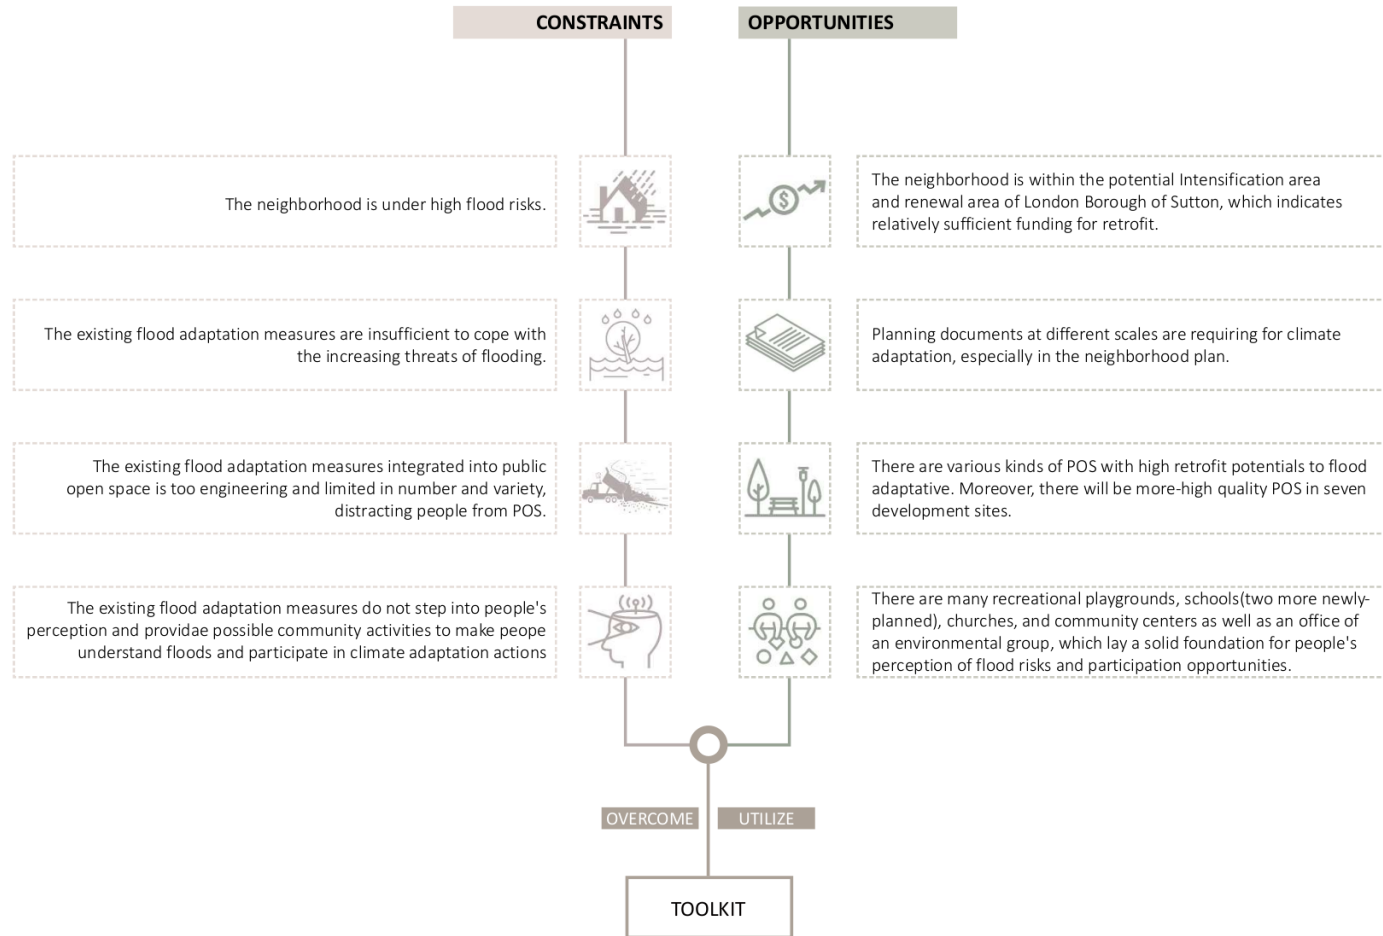 CONSTRAINTS
The neighborhood is under high flood risks.
The existing flood adaptation measures are insufficient to cope with
the increasing threats of flooding.
The existing flood adaptation measures integrated into public
open space is too engineering and limited in number and variety,
distracting people from POS.
The existing flood adaptation measures do not step into people's
perception and providae possible community activities to make peope
understand floods and participate in climate adaptation actions
OPPORTUNITIES
$
The neighborhood is within the potential Intensification area
and renewal area of London Borough of Sutton, which indicates
relatively sufficient funding for retrofit.
Planning documents at different scales are requiring for climate
adaptation, especially in the neighborhood plan.
There are various kinds of POS with high retrofit potentials to flood
adaptative. Moreover, there will be more-high quality POS in seven
development sites.
There are many recreational playgrounds, schools(two more newly-
planned), churches, and community centers as well as an office of
an environmental group, which lay a solid foundation for people's
perception of flood risks and participation opportunities.
OVERCOME
UTILIZE
TOOLKIT